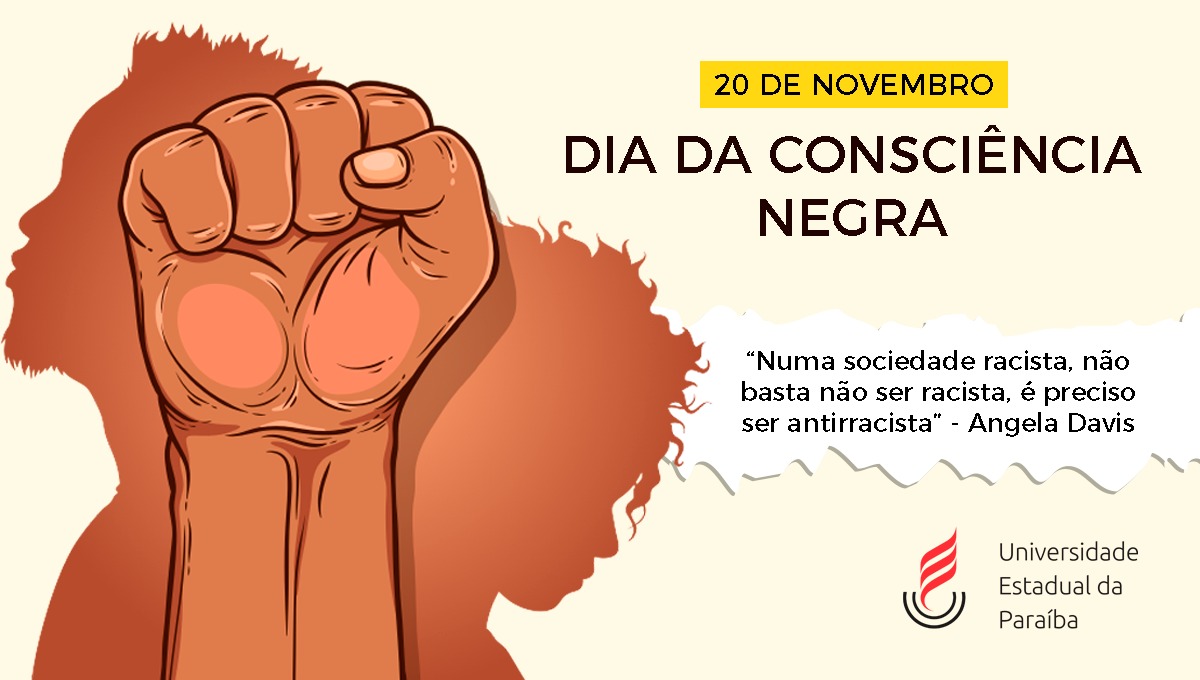 20 DE NOVEMBRO
DIA DA CONSCIÊNCIA
NEGRA
“Numa sociedade racista, não
basta não ser racista, é preciso
ser antirracista” - Angela Davis
Universidade
Estadual da
Paraíba